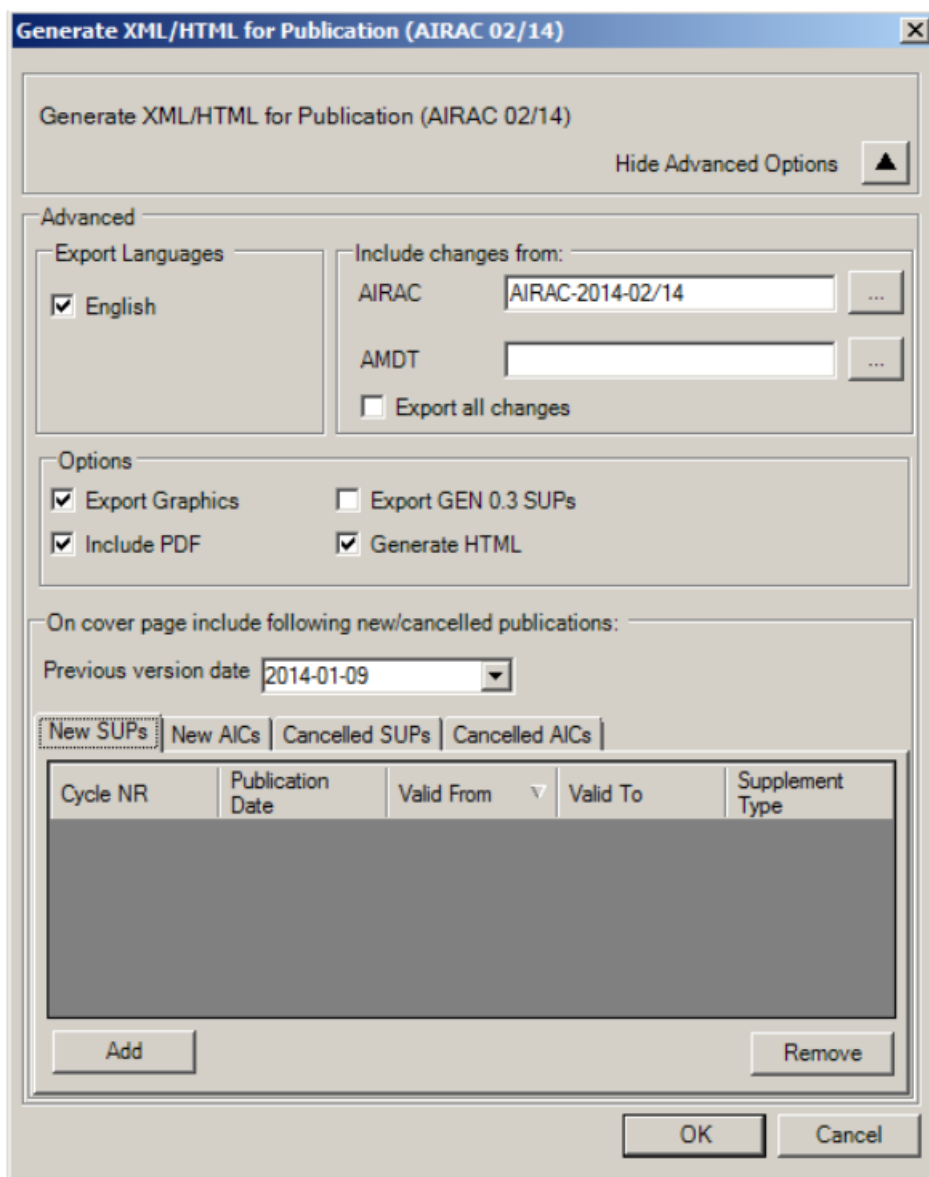 Generate XML/HTML for Publication (AIRAC 02/14)
Generate XML/HTML for Publication (AIRAC 02/14)
Hide Advanced Options
Advanced
Export Languages
English
Include changes from:
AIRAC AIRAC-2014-02/14 ...
AMDT ...
Export all changes
Options
Export Graphics Export GEN 0.3 SUPs
Include PDF Generate HTML
On cover page include following new/cancelled publications:
Previous version date 2014-01-09
New SUPs New AICs Cancelled SUPs Cancelled AICs
Cycle NR Publication Date Valid From Valid To Supplement Type
Add Remove
OK Cancel